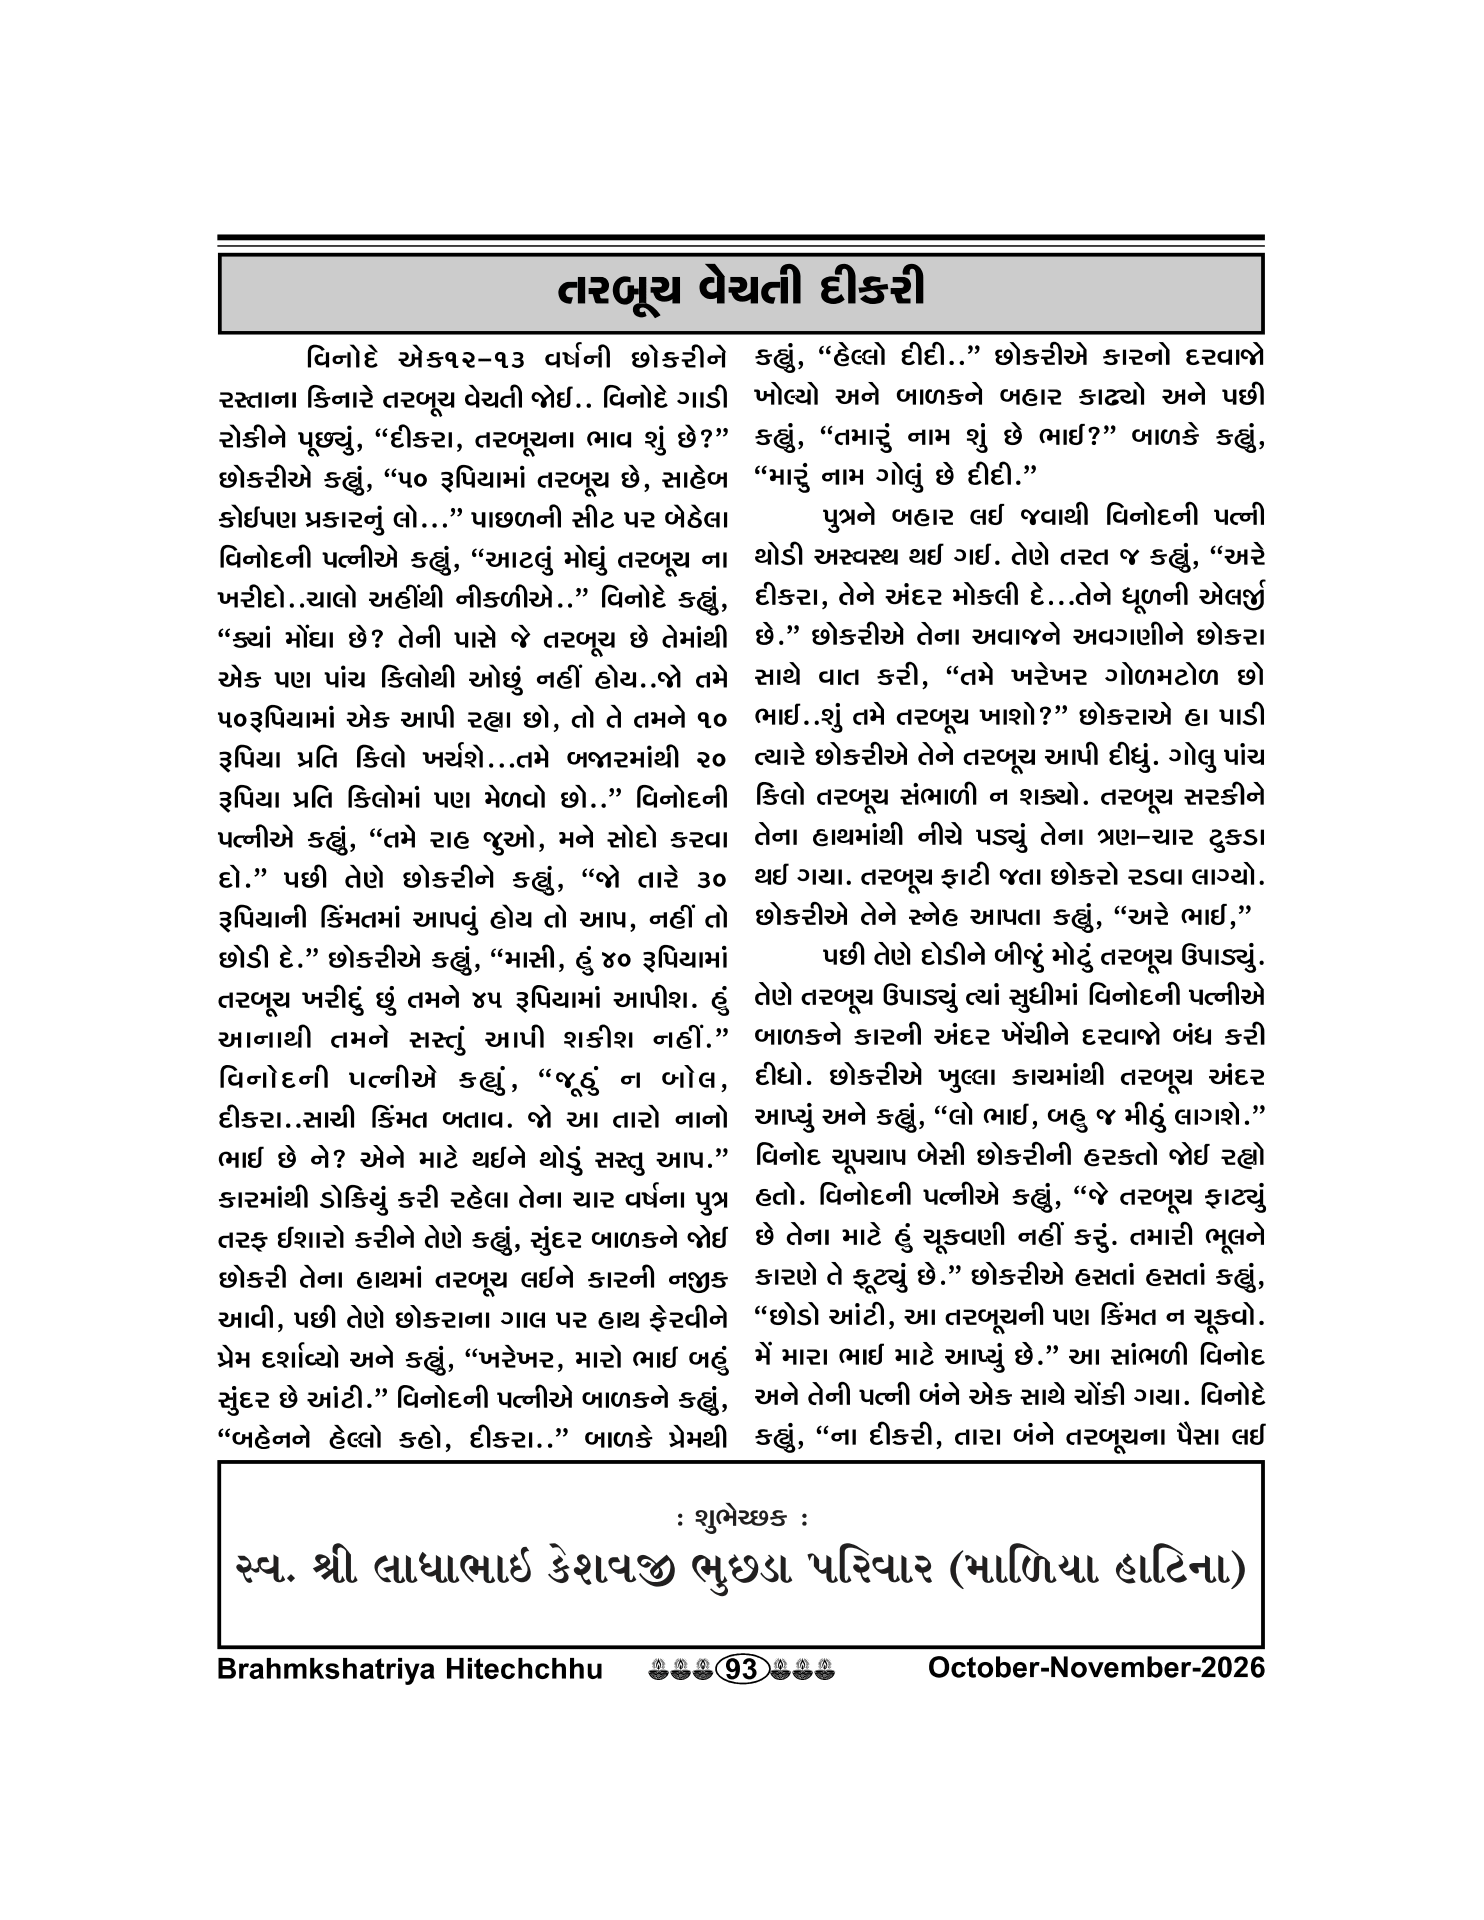 તરબૂચ વેચતી દીકરી
વિનોદે એક૧૨-૧૩ વર્ષની છોકરીને
રસ્તાના કિનારે તરબૂચ વેચતી જોઈ.. વિનોદે ગાડી
રોકીને પૂછ્યું, “દીકરા, તરબૂચના ભાવ શું છે?”
છોકરીએ કહ્યું, “૫૦ રૂપિયામાં તરબૂચ છે, સાહેબ
કોઈપણ પ્રકારનું લો...” પાછળની સીટ પર બેઠેલા
વિનોદની પત્નીએ કહ્યું, “આટલું મોઘું તરબૂચ ના
ખરીદો..ચાલો અહીંથી નીકળીએ..” વિનોદે કહ્યું,
“ક્યાં મોંઘા છે? તેની પાસે જે તરબૂચ છે તેમાંથી
એક પણ પાંચ કિલોથી ઓછું નહીં હોય..જો તમે
૫૦રૂપિયામાં એક આપી રહ્યા છો, તો તે તમને ૧૦
રૂપિયા પ્રતિ કિલો ખર્ચશે...તમે બજારમાંથી ૨૦
રૂપિયા પ્રતિ કિલોમાં પણ મેળવો છો..” વિનોદની
પત્નીએ કહ્યું, “તમે રાહ જુઓ, મને સોદો કરવા
દો.” પછી તેણે છોકરીને કહ્યું, “જો તારે ૩૦
રૂપિયાની કિંમતમાં આપવું હોય તો આપ, નહીં તો
છોડી દે.” છોકરીએ કહ્યું, “માસી, હું ૪૦ રૂપિયામાં
તરબૂચ ખરીદું છું તમને ૪૫ રૂપિયામાં આપીશ. હું
આનાથી તમને સસ્તું આપી શકીશ નહીં.”
વિનોદની પત્નીએ કહ્યું, “જૂઠું ન બોલ,
દીકરા..સાચી કિંમત બતાવ. જો આ તારો નાનો
ભાઈ છે ને? એને માટે થઈને થોડું સસ્તુ આપ.”
કારમાંથી ડોકિયું કરી રહેલા તેના ચાર વર્ષના પુત્ર
તરફ ઈશારો કરીને તેણે કહ્યું, સુંદર બાળકને જોઈ
છોકરી તેના હાથમાં તરબૂચ લઈને કારની નજીક
આવી, પછી તેણે છોકરાના ગાલ પર હાથ ફેરવીને
પ્રેમ દર્શાવ્યો અને કહ્યું, “ખરેખર, મારો ભાઈ બહું
સુંદર છે આંટી.” વિનોદની પત્નીએ બાળકને કહ્યું,
“બહેનને હેલ્લો કહો, દીકરા..” બાળકે પ્રેમથી
કહ્યું, “હેલ્લો દીદી..” છોકરીએ કારનો દરવાજો
ખોલ્યો અને બાળકને બહાર કાઢ્યો અને પછી
કહ્યું, “તમારું નામ શું છે ભાઈ?” બાળકે કહ્યું,
“મારું નામ ગોલું છે દીદી.”
પુત્રને બહાર લઈ જવાથી વિનોદની પત્ની
થોડી અસ્વસ્થ થઈ ગઈ. તેણે તરત જ કહ્યું, “અરે
દીકરા, તેને અંદર મોકલી દે...તેને ધૂળની એલર્જી
છે.” છોકરીએ તેના અવાજને અવગણીને છોકરા
સાથે વાત કરી, “તમે ખરેખર ગોળમટોળ છો
ભાઈ..શું તમે તરબૂચ ખાશો?” છોકરાએ હા પાડી
ત્યારે છોકરીએ તેને તરબૂચ આપી દીધું. ગોલુ પાંચ
કિલો તરબૂચ સંભાળી ન શક્યો. તરબૂચ સરકીને
તેના હાથમાંથી નીચે પડ્યું તેના ત્રણ-ચાર ટુકડા
થઈ ગયા. તરબૂચ ફાટી જતા છોકરો રડવા લાગ્યો.
છોકરીએ તેને સ્નેહ આપતા કહ્યું, “અરે ભાઈ,”
પછી તેણે દોડીને બીજું મોટું તરબૂચ ઉપાડ્યું.
તેણે તરબૂચ ઉપાડ્યું ત્યાં સુધીમાં વિનોદની પત્નીએ
બાળકને કારની અંદર ખેંચીને દરવાજો બંધ કરી
દીધો. છોકરીએ ખુલ્લા કાચમાંથી તરબૂચ અંદર
આપ્યું અને કહ્યું, “લો ભાઈ, બહુ જ મીઠું લાગશે.”
વિનોદ ચૂપચાપ બેસી છોકરીની હરકતો જોઈ રહ્યો
હતો. વિનોદની પત્નીએ કહ્યું, “જે તરબૂચ ફાટ્યું
છે તેના માટે હું ચૂકવણી નહીં કરું. તમારી ભૂલને
કારણે તે ફૂટ્યું છે.” છોકરીએ હસતાં હસતાં કહ્યું,
“છોડો આંટી, આ તરબૂચની પણ કિંમત ન ચૂકવો.
મેં મારા ભાઈ માટે આપ્યું છે.” આ સાંભળી વિનોદ
અને તેની પત્ની બંને એક સાથે ચોંકી ગયા. વિનોદે
કહ્યું, “ના દીકરી, તારા બંને તરબૂચના પૈસા લઈ
: શુભેચ્છક :
સ્વ. શ્રી લાધાભાઈ કેશવજી ભુછડા પરિવાર (માળિયા હાટિના)
Brahmkshatriya Hitechchhu 93 October-November-2026